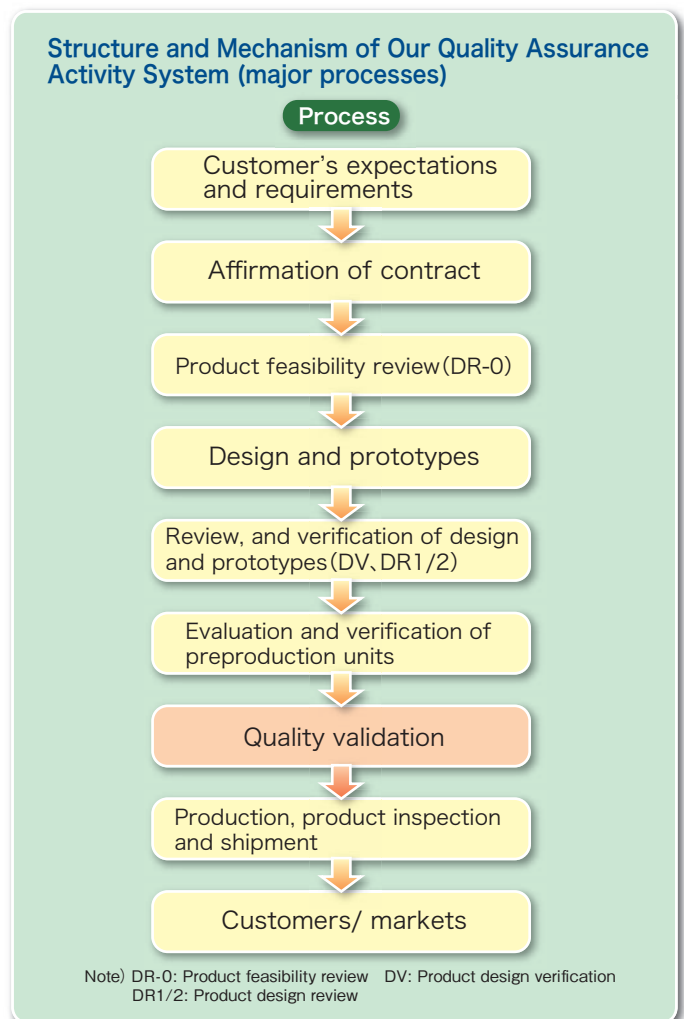 Structure and Mechanism of Our Quality Assurance
Activity System (major processes)
Process
Customer's expectations
and requirements
Affirmation of contract
Product feasibility review(DR-0)
Design and prototypes
Review, and verification of design
and prototypes(DV、DR1/2)
Evaluation and verification of
preproduction units
Quality validation
Production, product inspection
and shipment
Customers/ markets
Note) DR-0: Product feasibility review DV: Product design verification
DR1/2: Product design review